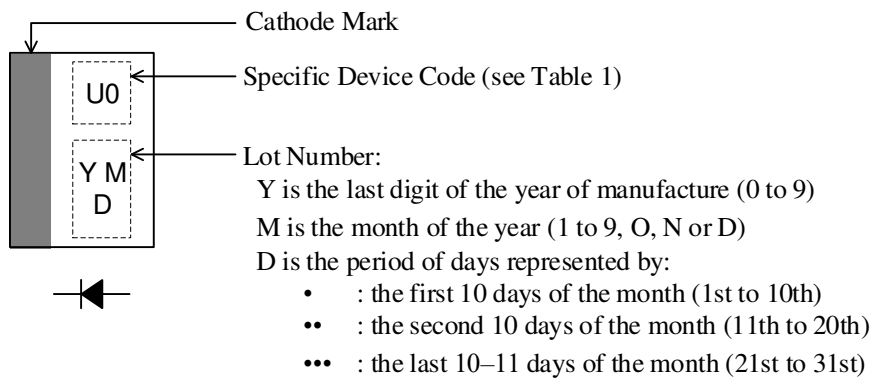 Cathode Mark
Specific Device Code (see Table 1)
U0
Lot Number:
Y M
D
Y is the last digit of the year of manufacture (0 to 9)
M is the month of the year (1 to 9, O, N or D)
D is the period of days represented by:
• : the first 10 days of the month (1st to 10th)
•• : the second 10 days of the month (11th to 20th)
••• : the last 10–11 days of the month (21st to 31st)